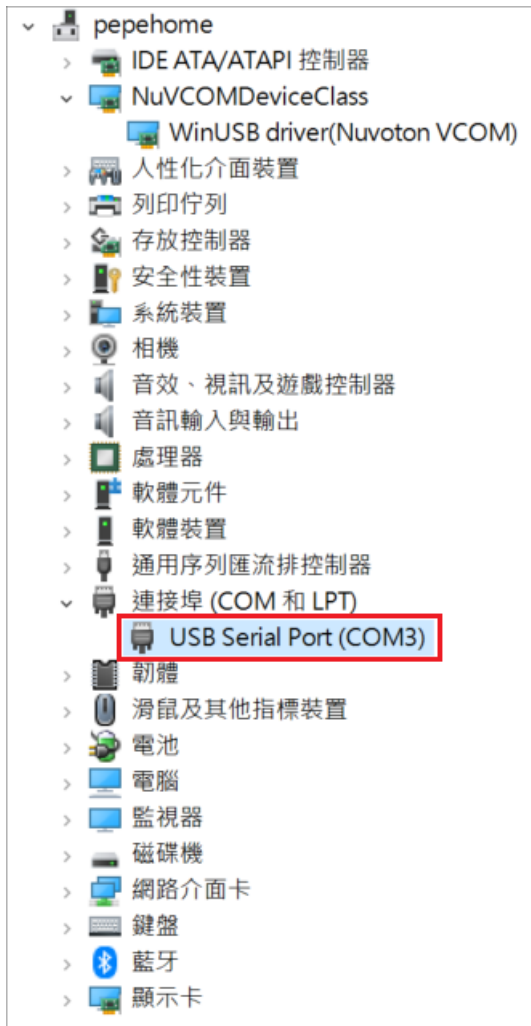 pepehome
IDE ATA/ATAPI 控制器
NuVCOMDeviceClass
WinUSB driver(Nuvoton VCOM)
人性化介面裝置
列印佇列
存放控制器
安全性裝置
系統裝置
相機
音效、視訊及遊戲控制器
音訊輸入與輸出
處理器
軟體元件
軟體裝置
通用序列匯流排控制器
連接埠 (COM 和 LPT)
USB Serial Port (COM3)
韌體
滑鼠及其他指標裝置
電池
電腦
監視器
磁碟機
網路介面卡
鍵盤
藍牙
顯示卡